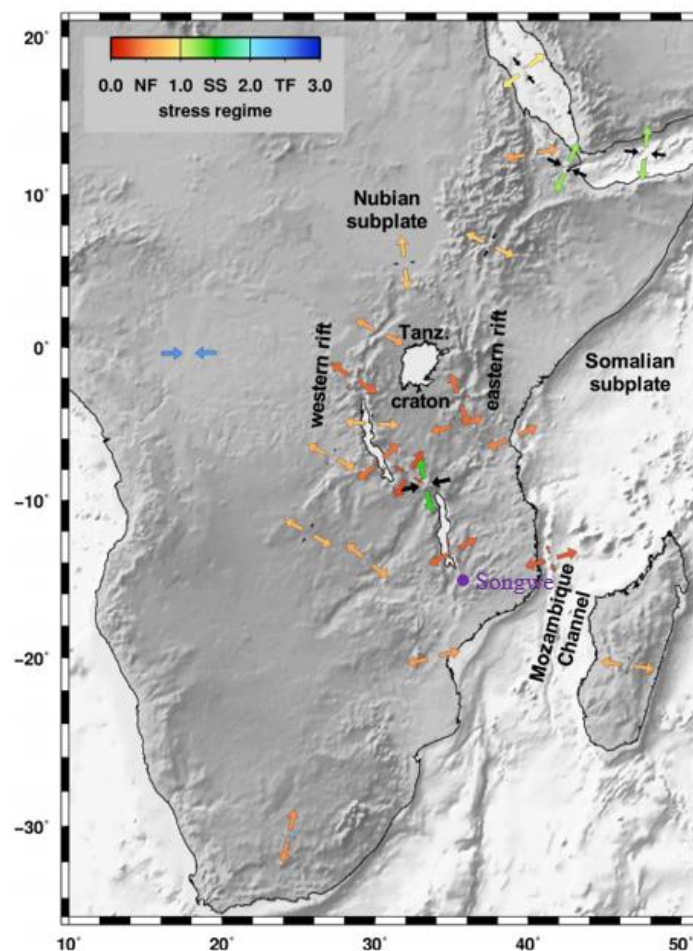 20°
10°
0°
−10°
−20°
−30°
10°
20°
30°
40°
50°
0.0 NF 1.0 SS 2.0 TF 3.0
stress regime
Nubian
subplate
western rift
Tanz.
craton
eastern rift
Somalian
subplate
Songwe
Mozambique
Channel